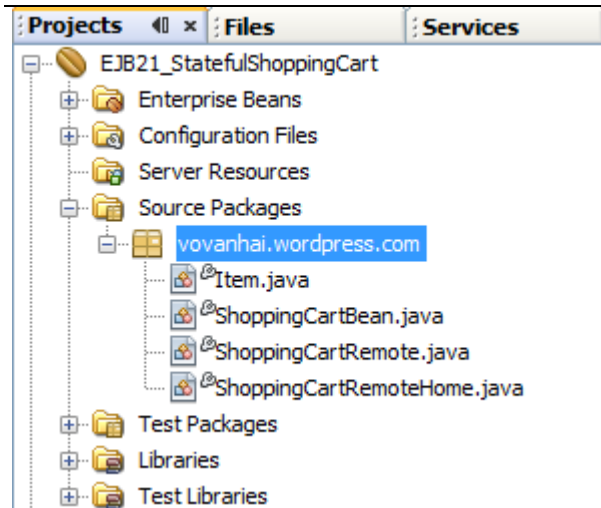 Projects Files Services
EJB21_StatefulShoppingCart
Enterprise Beans
Configuration Files
Server Resources
Source Packages
vovanhai.wordpress.com
Item.java
ShoppingCartBean.java
ShoppingCartRemote.java
ShoppingCartRemoteHome.java
Test Packages
Libraries
Test Libraries